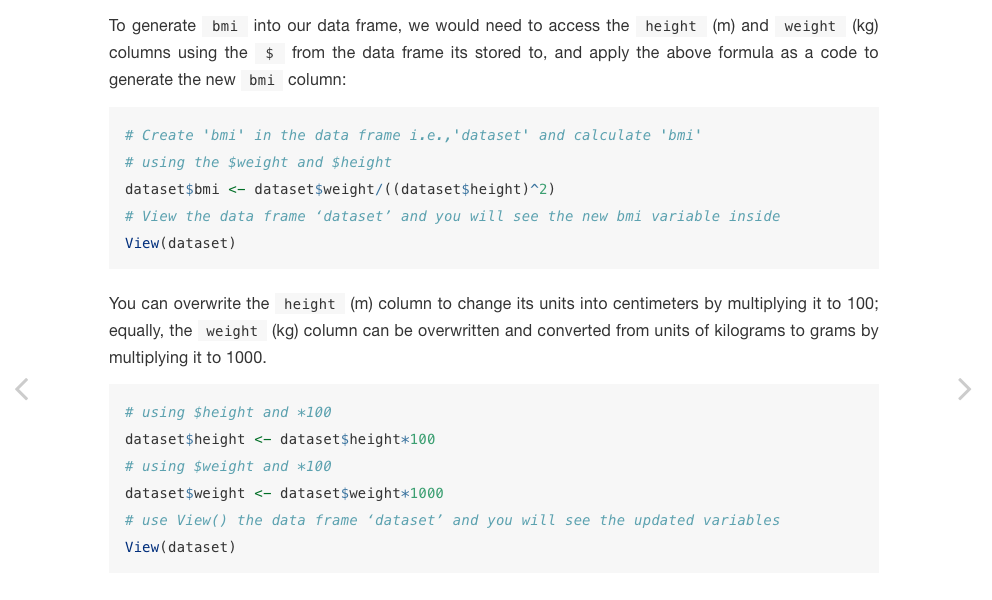 To generate bmi into our data frame, we would need to access the height (m) and weight (kg)
columns using the $ from the data frame its stored to, and apply the above formula as a code to
generate the new bmi column:
# Create 'bmi' in the data frame i.e.,'dataset' and calculate 'bmi'
# using the $weight and $height
dataset$bmi <- dataset$weight/((dataset$height)^2)
# View the data frame ‘dataset’ and you will see the new bmi variable inside
View(dataset)
You can overwrite the height (m) column to change its units into centimeters by multiplying it to 100;
equally, the weight (kg) column can be overwritten and converted from units of kilograms to grams by
multiplying it to 1000.
# using $height and *100
dataset$height <- dataset$height*100
# using $weight and *100
dataset$weight <- dataset$weight*1000
# use View() the data frame ‘dataset’ and you will see the updated variables
View(dataset)